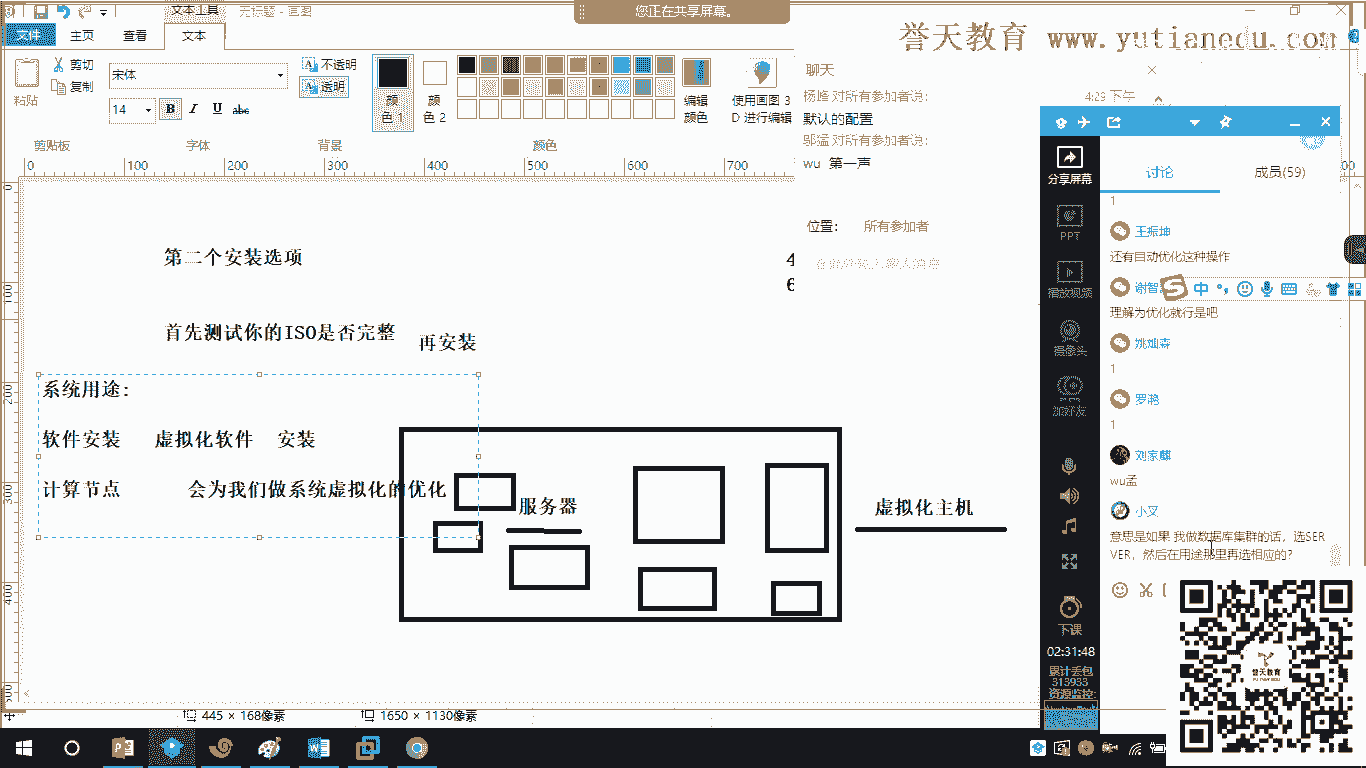 文本工具
无标题 - 画图
您正在共享屏幕。
誉天教育 www.yutianedu.com
文件
主页
查看
文本
粘贴
剪切
复制
宋体
14
B I U abc
不透明
透明
颜色 1
颜色 2
编辑颜色
使用画图 3D 进行编辑
剪贴板
字体
背景
颜色
0 100 200 300 400 500 600 700
00
0
100
200
300
400
500
第二个安装选项
首先测试你的ISO是否完整
再安装
系统用途:
软件安装 虚拟化软件 安装
计算节点 会为我们做系统虚拟化的优化
服务器
虚拟化主机
4
6
聊天
杨峰 对所有参加者说:
4:29 下午
默认的配置
邬猛 对所有参加者说:
wu 第一声
位置:
所有参加者
分享屏幕
PPT
播放视频
摄像头
下课
02:31:48
累计丢包
313933
资源监控:
讨论
成员(59)
1
王振坤
还有自动优化这种操作
谢智
中
理解为优化就行是吧
姚灿森
1
罗艳
1
刘家麒
wu孟
小叉
意思是如果 我做数据库集群的话，选SER
VER，然后在用途那里再选相应的？
誉天教育
445 × 168像素
1650 × 1130像素